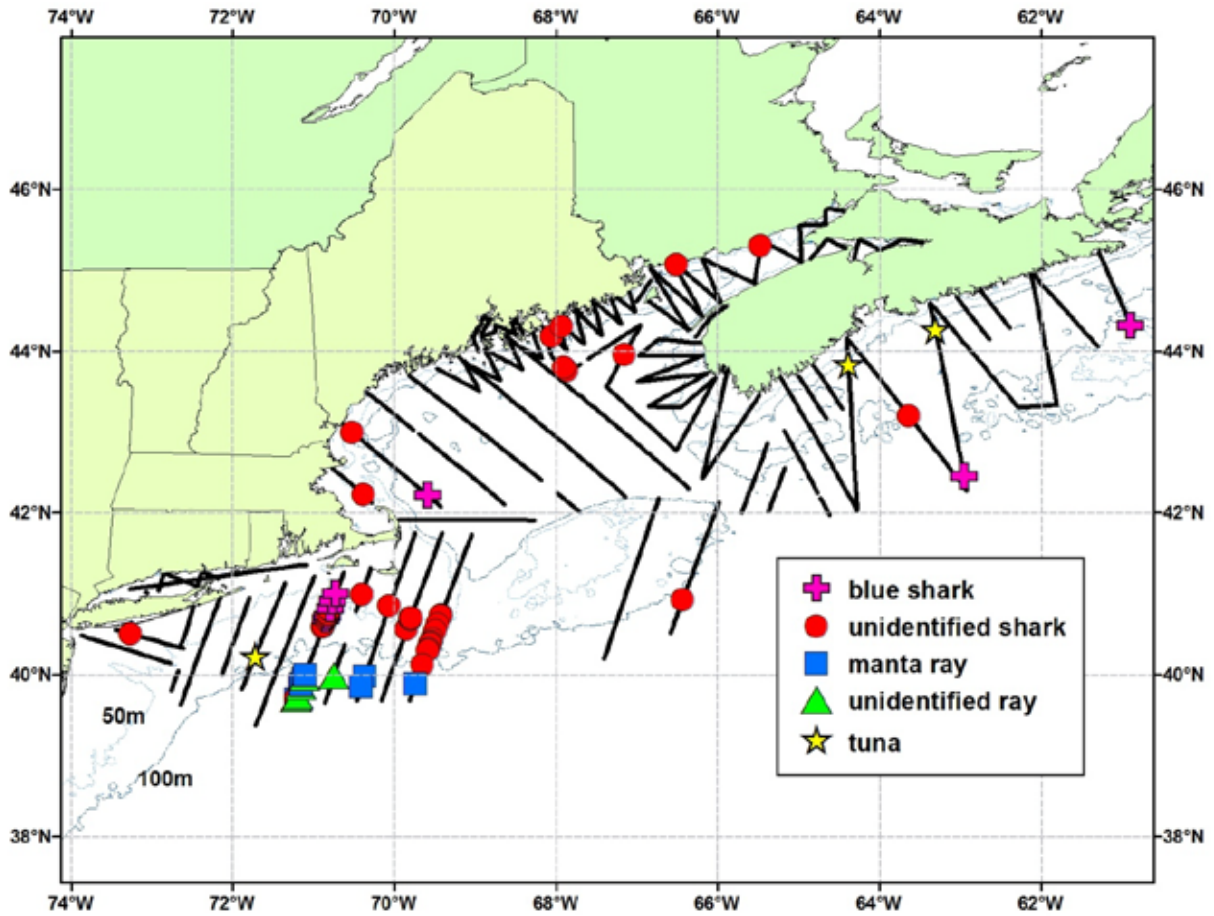 74°W 72°W 70°W 68°W 66°W 64°W 62°W
46°N 46°N
44°N 44°N
42°N 42°N
blue shark
unidentified shark
40°N 40°N
manta ray
unidentified ray
50m
tuna
100m
38°N 38°N
74°W 72°W 70°W 68°W 66°W 64°W 62°W